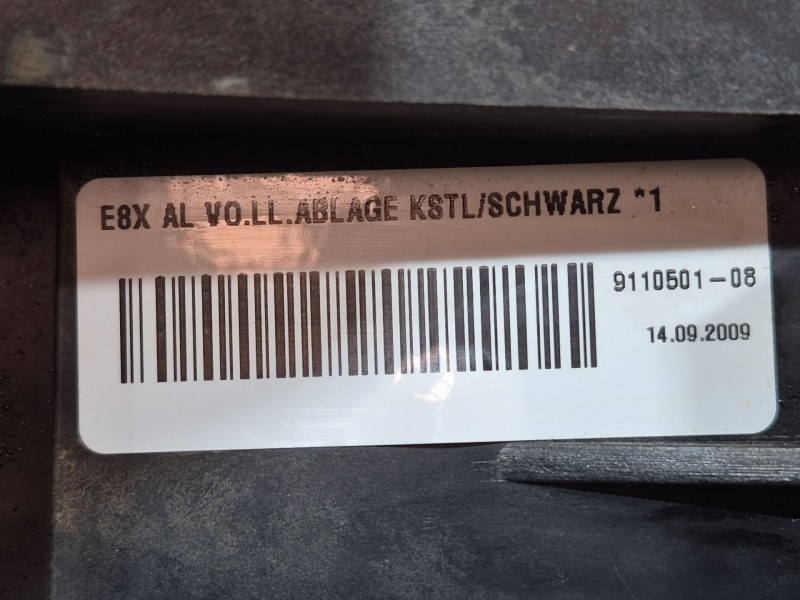 E8X AL VO.LL.ABLAGE KSTL/SCHWARZ *1
9110501-08
14.09.2009